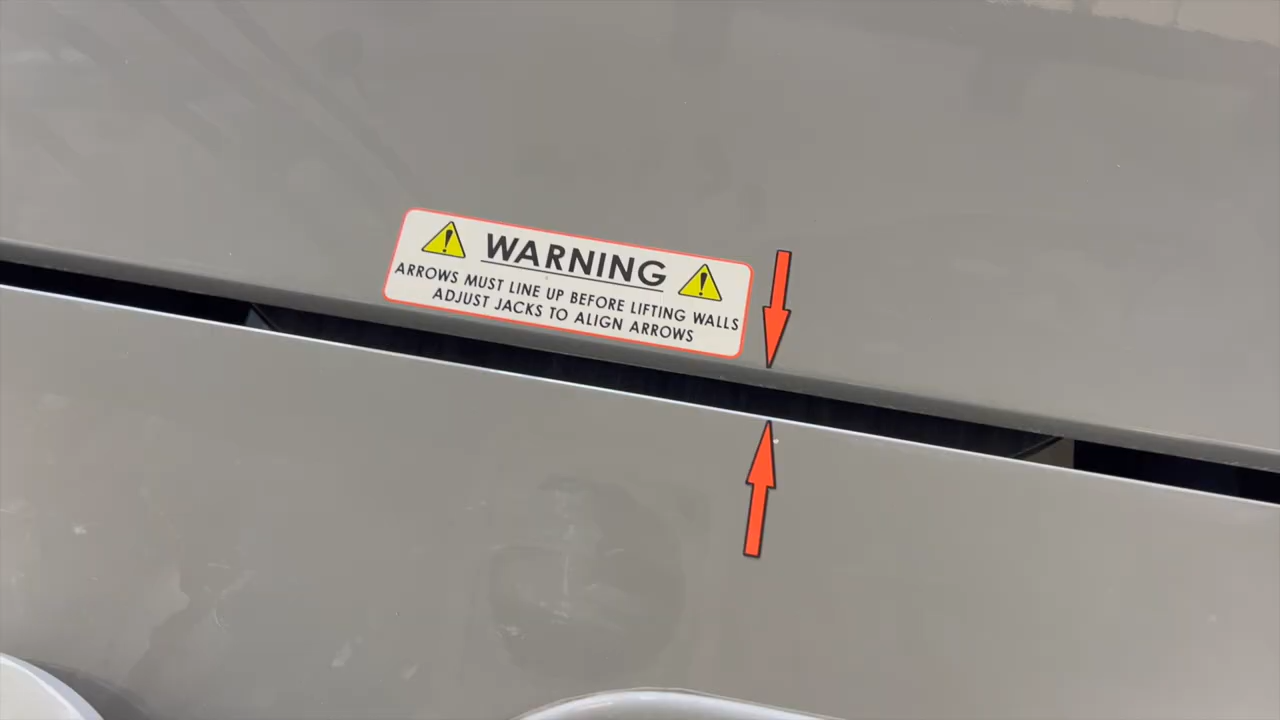 WARNING
ARROWS MUST LINE UP BEFORE LIFTING WALLS
ADJUST JACKS TO ALIGN ARROWS